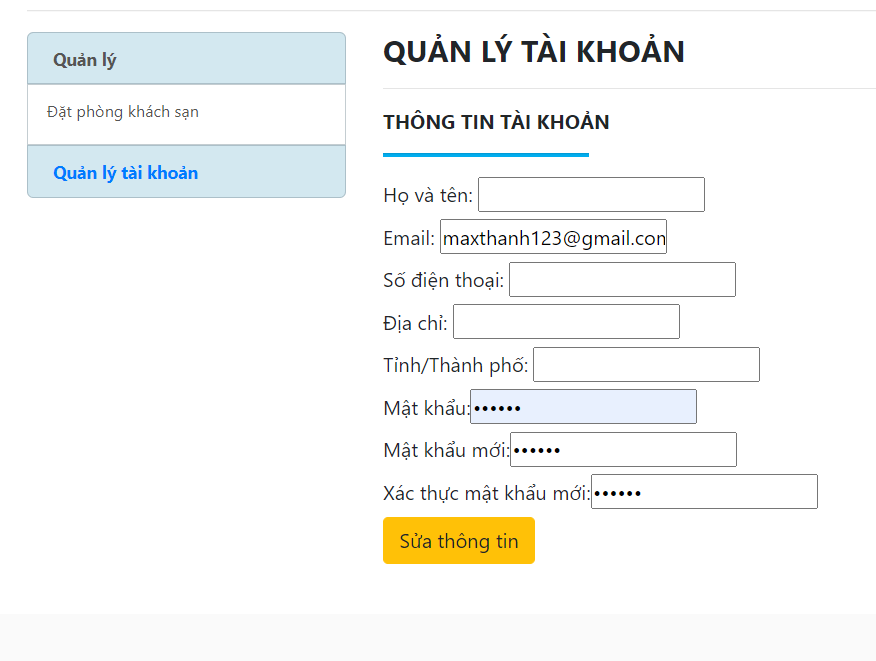 Quản lý
Đặt phòng khách sạn
Quản lý tài khoản
QUẢN LÝ TÀI KHOẢN
THÔNG TIN TÀI KHOẢN
Họ và tên:
Email: maxthanh123@gmail.com
Số điện thoại:
Địa chỉ:
Tỉnh/Thành phố:
Mật khẩu:••••••
Mật khẩu mới:••••••
Xác thực mật khẩu mới:••••••
Sửa thông tin